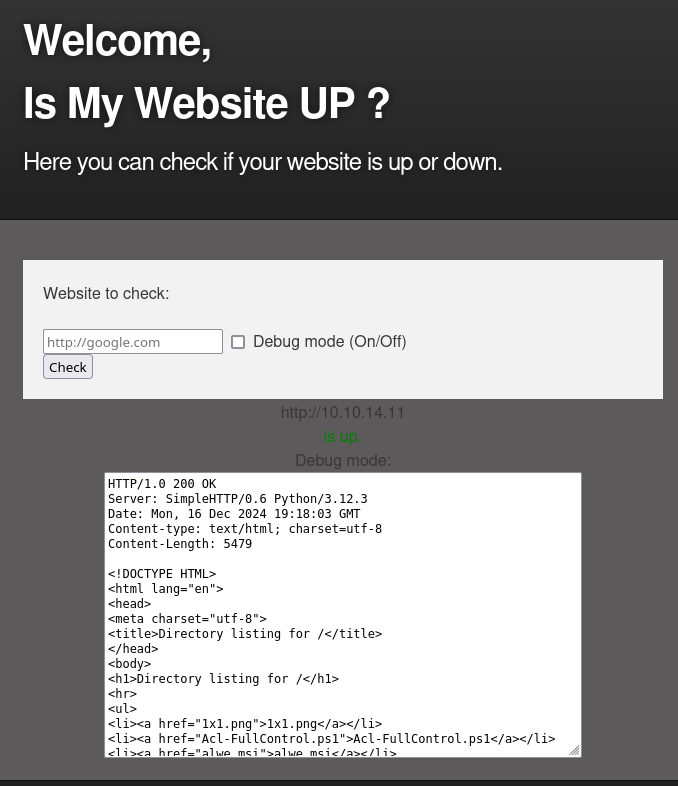 Welcome,
Is My Website UP ?
Here you can check if your website is up or down.
Website to check:
http://google.com
Debug mode (On/Off)
Check
http://10.10.14.11
is up.
Debug mode:
HTTP/1.0 200 OK
Server: SimpleHTTP/0.6 Python/3.12.3
Date: Mon, 16 Dec 2024 19:18:03 GMT
Content-type: text/html; charset=utf-8
Content-Length: 5479
<!DOCTYPE HTML>
<html lang="en">
<head>
<meta charset="utf-8">
<title>Directory listing for /</title>
</head>
<body>
<h1>Directory listing for /</h1>
<hr>
<ul>
<li><a href="1x1.png">1x1.png</a></li>
<li><a href="Acl-FullControl.ps1">Acl-FullControl.ps1</a></li>
<li><a href="alwe.msi">alwe.msi</a></li>